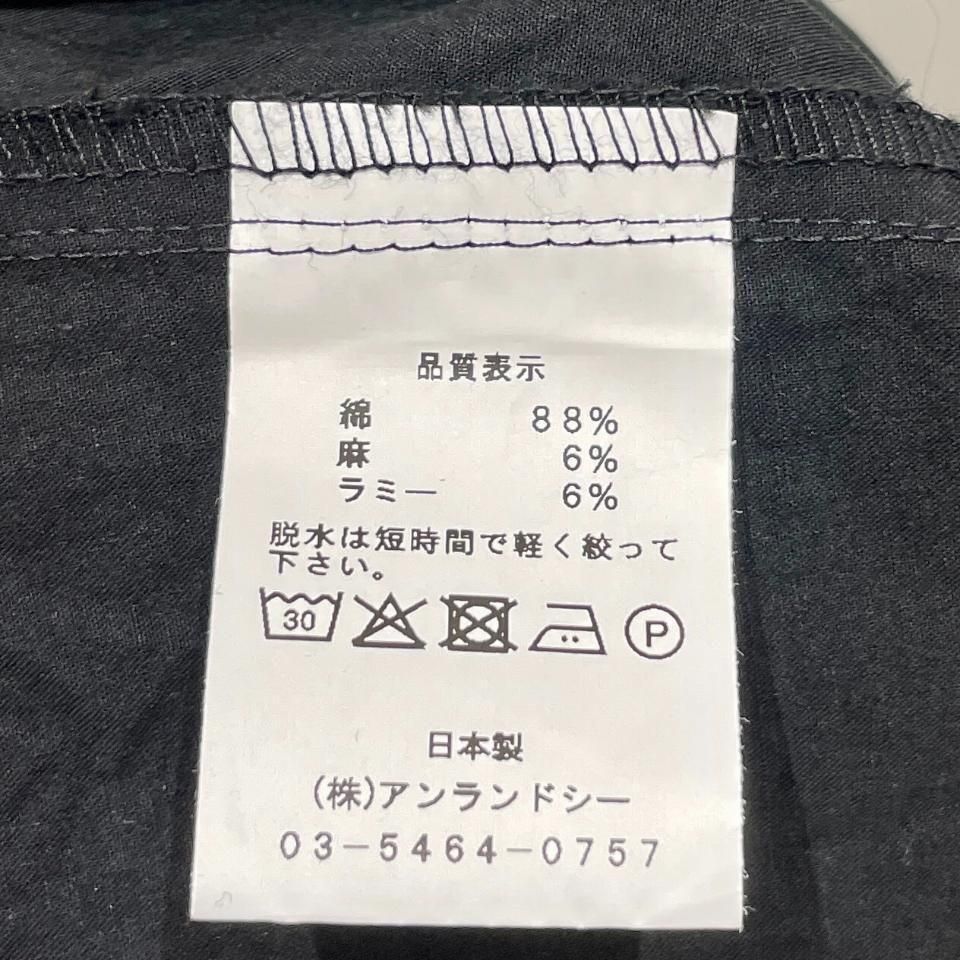 品質表示
綿 88%
麻 6%
ラミー 6%
脱水は短時間で軽く絞って
下さい。
30 P
日本製
(株)アンランドシー
03-5464-0757